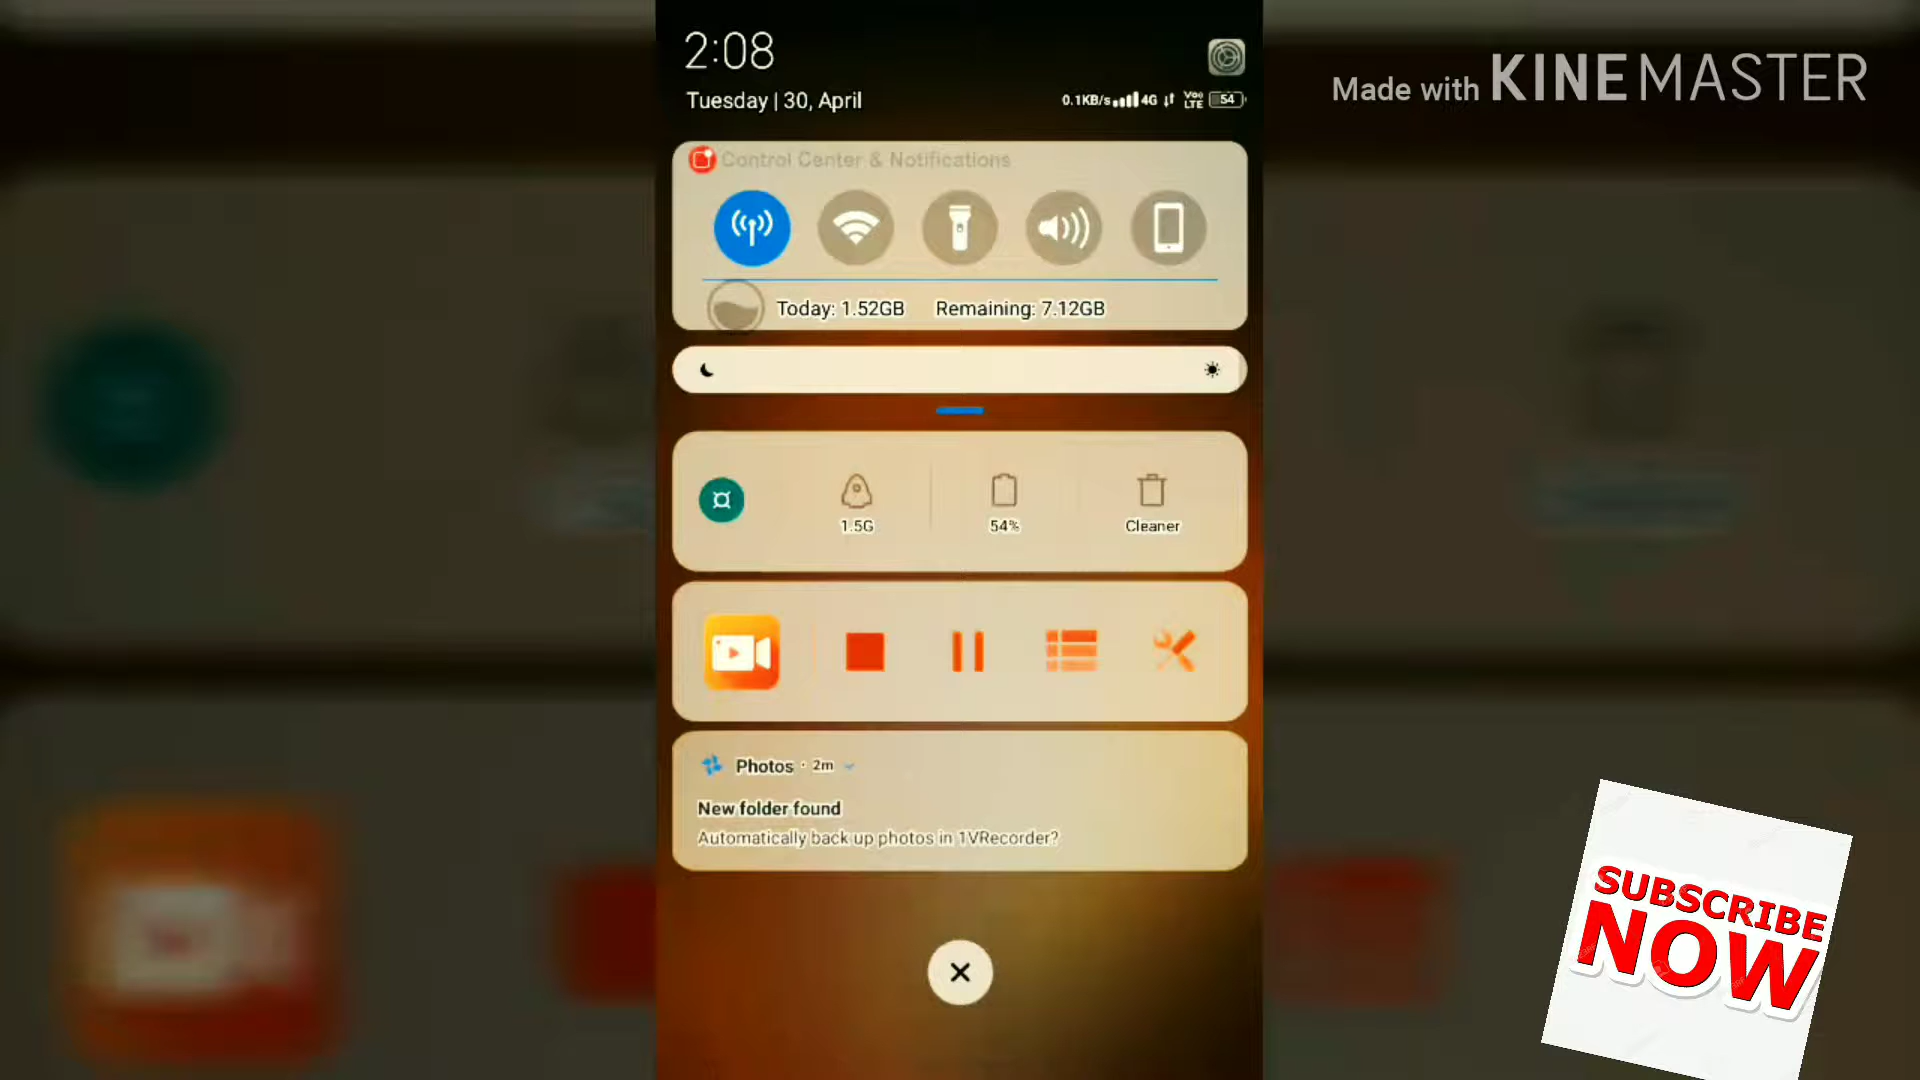 2:08
Tuesday | 30, April
0.1KB/s 4G VoLTE 54
Made with KINEMASTER
Control Center & Notifications
Today: 1.52GB Remaining: 7.12GB
1.5G 54% Cleaner
Photos · 2m
New folder found
Automatically back up photos in 1VRecorder?
SUBSCRIBE
NOW